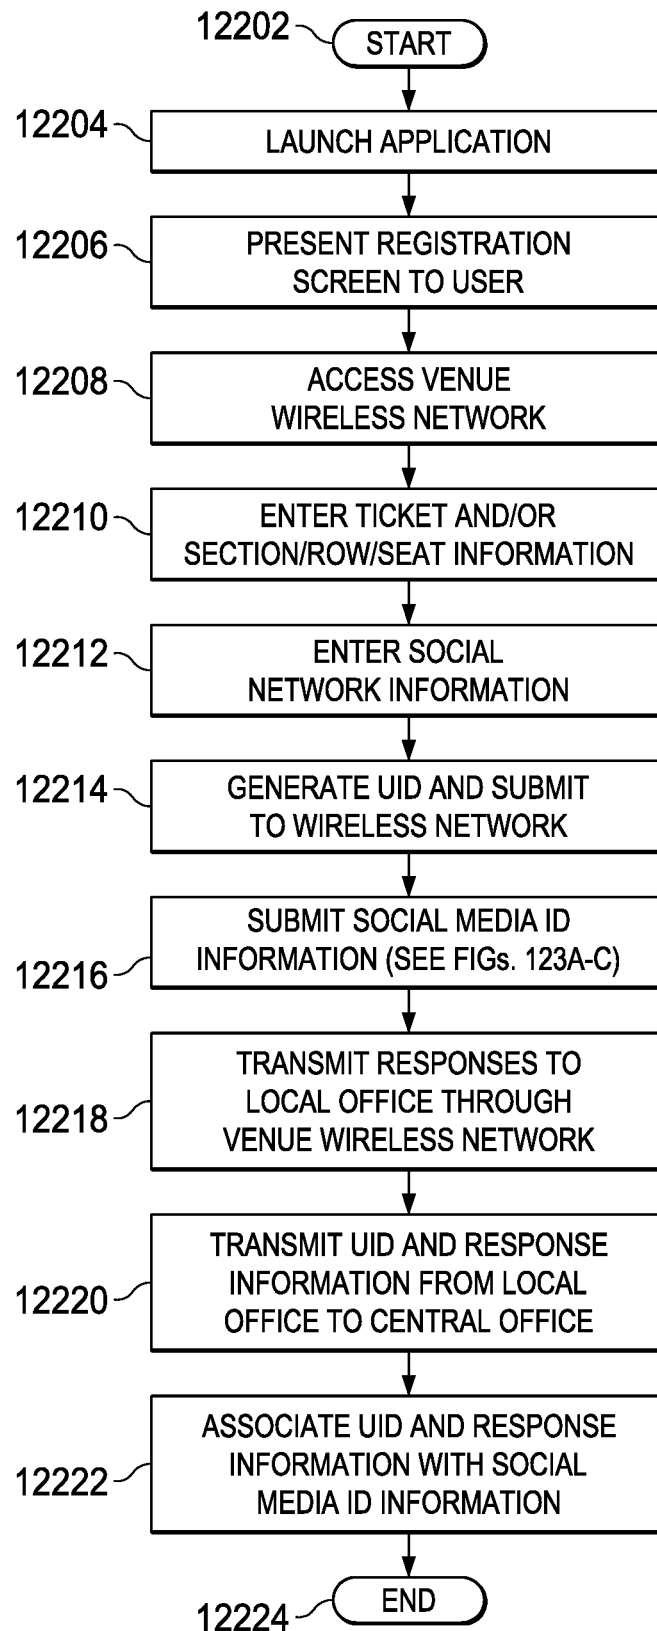 12202
START
12204
LAUNCH APPLICATION
12206
PRESENT REGISTRATION
SCREEN TO USER
12208
ACCESS VENUE
WIRELESS NETWORK
12210
ENTER TICKET AND/OR
SECTION/ROW/SEAT INFORMATION
12212
ENTER SOCIAL
NETWORK INFORMATION
12214
GENERATE UID AND SUBMIT
TO WIRELESS NETWORK
12216
SUBMIT SOCIAL MEDIA ID
INFORMATION (SEE FIGs. 123A-C)
12218
TRANSMIT RESPONSES TO
LOCAL OFFICE THROUGH
VENUE WIRELESS NETWORK
12220
TRANSMIT UID AND RESPONSE
INFORMATION FROM LOCAL
OFFICE TO CENTRAL OFFICE
12222
ASSOCIATE UID AND RESPONSE
INFORMATION WITH SOCIAL
MEDIA ID INFORMATION
12224
END